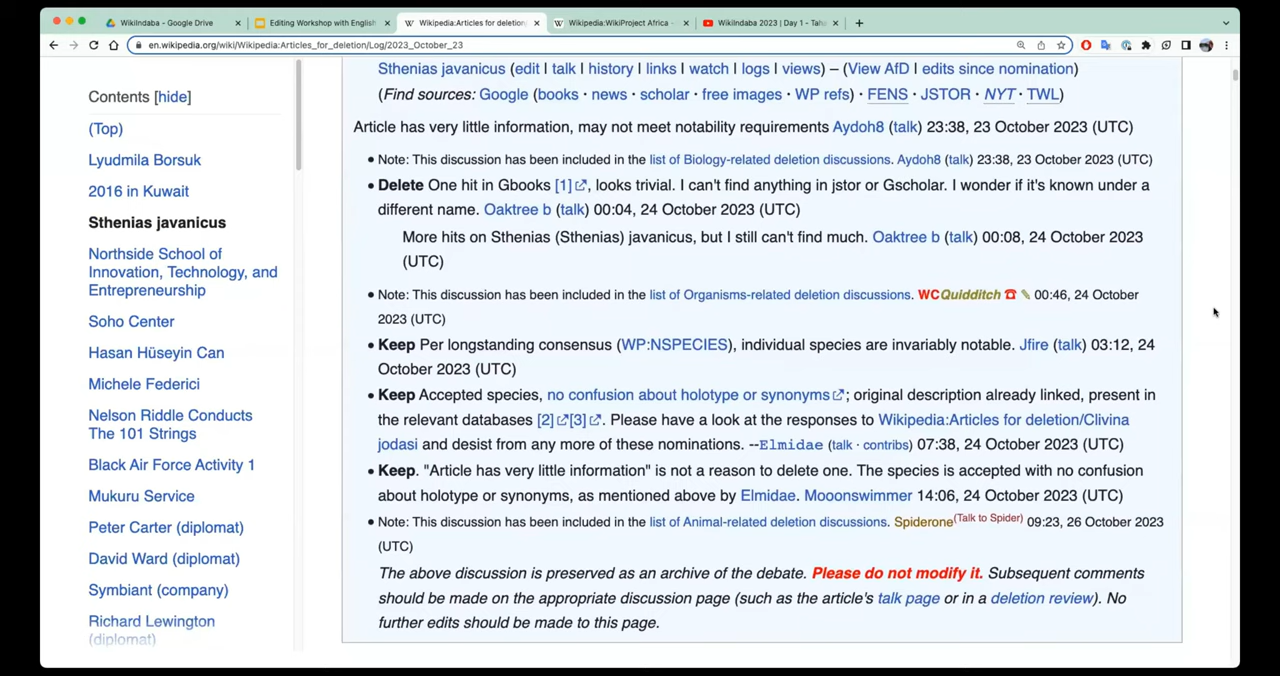 WikiIndaba - Google Drive
Editing Workshop with English
Wikipedia:Articles for deletion
Wikipedia:WikiProject Africa -
WikiIndaba 2023 | Day 1 - Taha
en.wikipedia.org/wiki/Wikipedia:Articles_for_deletion/Log/2023_October_23
Contents [hide]
(Top)
Lyudmila Borsuk
2016 in Kuwait
Sthenias javanicus
Northside School of
Innovation, Technology, and
Entrepreneurship
Soho Center
Hasan Hüseyin Can
Michele Federici
Nelson Riddle Conducts
The 101 Strings
Black Air Force Activity 1
Mukuru Service
Peter Carter (diplomat)
David Ward (diplomat)
Symbiant (company)
Richard Lewington
(diplomat)
Sthenias javanicus (edit | talk | history | links | watch | logs | views) – (View AfD | edits since nomination)
(Find sources: Google (books · news · scholar · free images · WP refs) · FENS · JSTOR · NYT · TWL)
Article has very little information, may not meet notability requirements Aydoh8 (talk) 23:38, 23 October 2023 (UTC)
• Note: This discussion has been included in the list of Biology-related deletion discussions. Aydoh8 (talk) 23:38, 23 October 2023 (UTC)
• Delete One hit in Gbooks [1], looks trivial. I can't find anything in jstor or Gscholar. I wonder if it's known under a
different name. Oaktree b (talk) 00:04, 24 October 2023 (UTC)
More hits on Sthenias (Sthenias) javanicus, but I still can't find much. Oaktree b (talk) 00:08, 24 October 2023
(UTC)
• Note: This discussion has been included in the list of Organisms-related deletion discussions. WCQuidditch ☎ ✎ 00:46, 24 October
2023 (UTC)
• Keep Per longstanding consensus (WP:NSPECIES), individual species are invariably notable. Jfire (talk) 03:12, 24
October 2023 (UTC)
• Keep Accepted species, no confusion about holotype or synonyms; original description already linked, present in
the relevant databases [2][3]. Please have a look at the responses to Wikipedia:Articles for deletion/Clivina
jodasi and desist from any more of these nominations. --Elmidae (talk · contribs) 07:38, 24 October 2023 (UTC)
• Keep. "Article has very little information" is not a reason to delete one. The species is accepted with no confusion
about holotype or synonyms, as mentioned above by Elmidae. Mooonswimmer 14:06, 24 October 2023 (UTC)
• Note: This discussion has been included in the list of Animal-related deletion discussions. Spiderone(Talk to Spider) 09:23, 26 October 2023
(UTC)
The above discussion is preserved as an archive of the debate. Please do not modify it. Subsequent comments
should be made on the appropriate discussion page (such as the article's talk page or in a deletion review). No
further edits should be made to this page.